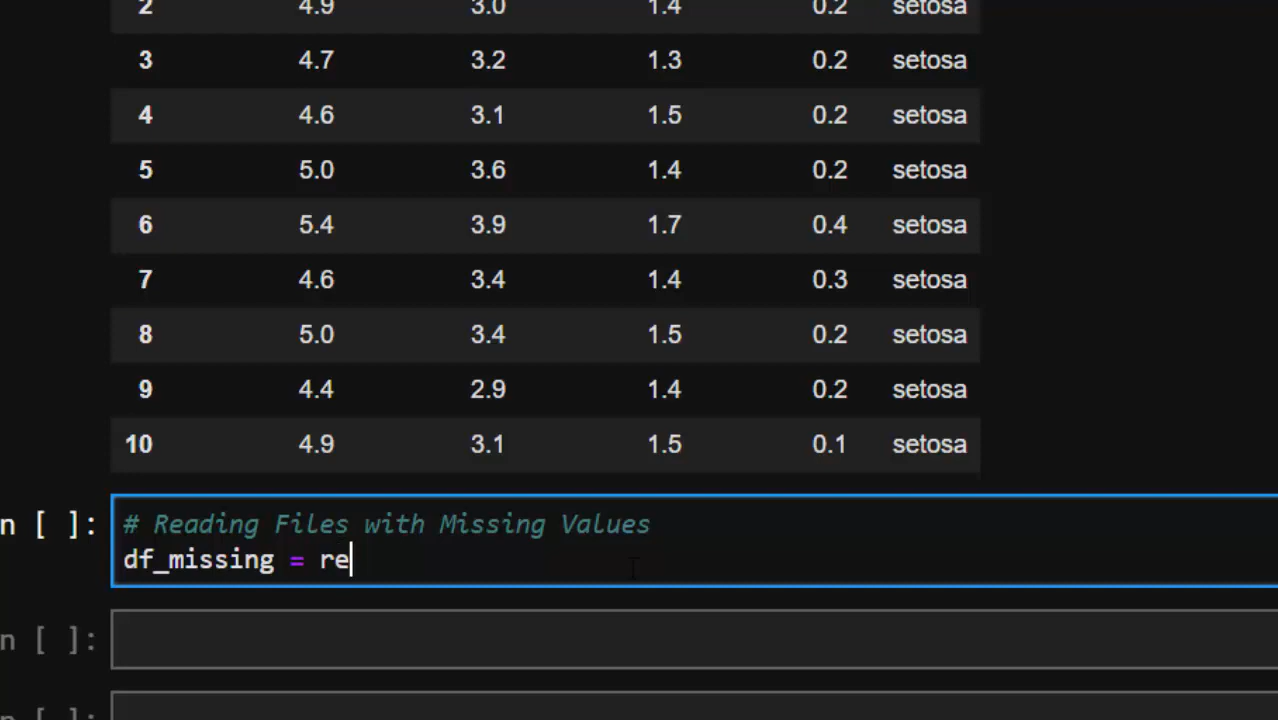 2 4.9 3.0 1.4 0.2 setosa
3 4.7 3.2 1.3 0.2 setosa
4 4.6 3.1 1.5 0.2 setosa
5 5.0 3.6 1.4 0.2 setosa
6 5.4 3.9 1.7 0.4 setosa
7 4.6 3.4 1.4 0.3 setosa
8 5.0 3.4 1.5 0.2 setosa
9 4.4 2.9 1.4 0.2 setosa
10 4.9 3.1 1.5 0.1 setosa
n [ ]: # Reading Files with Missing Values
df_missing = re
n [ ]:
n [ ]: